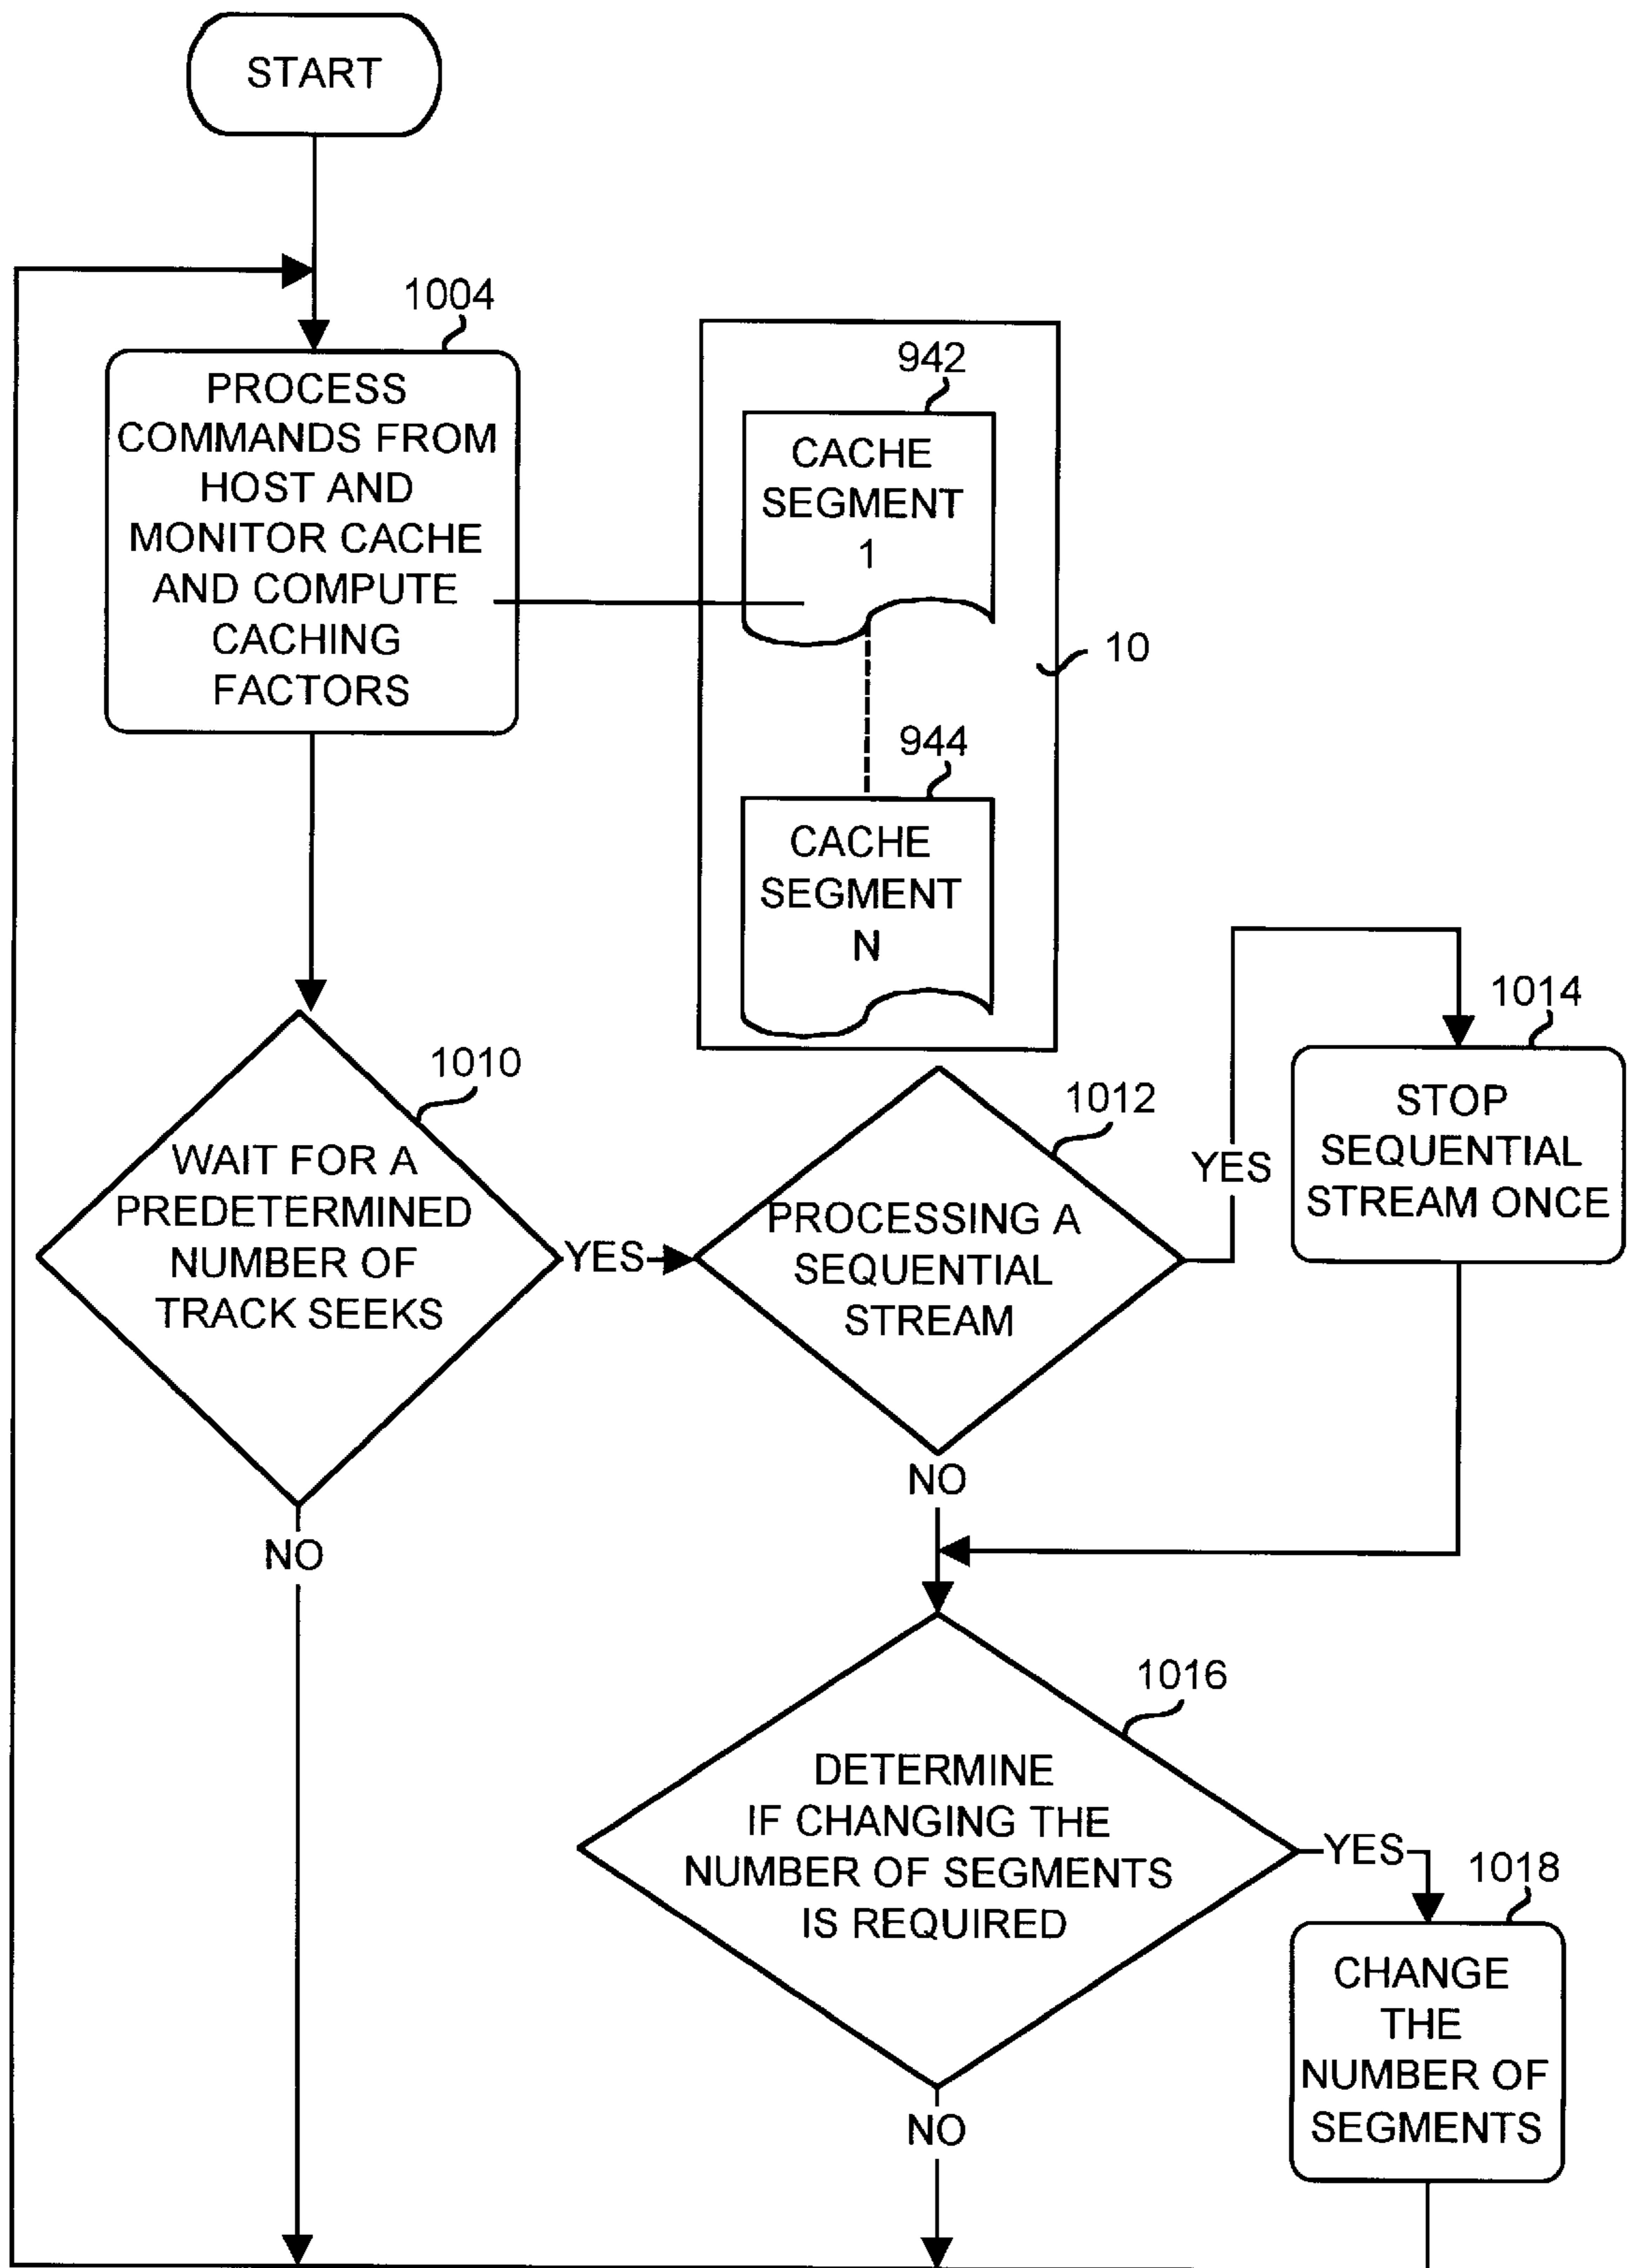 START
1004
PROCESS
COMMANDS FROM
HOST AND
MONITOR CACHE
AND COMPUTE
CACHING
FACTORS
942
CACHE
SEGMENT
1
10
944
CACHE
SEGMENT
N
1010
WAIT FOR A
PREDETERMINED
NUMBER OF
TRACK SEEKS
YES
NO
1012
PROCESSING A
SEQUENTIAL
STREAM
YES
NO
1014
STOP
SEQUENTIAL
STREAM ONCE
1016
DETERMINE
IF CHANGING THE
NUMBER OF SEGMENTS
IS REQUIRED
YES
NO
1018
CHANGE
THE
NUMBER OF
SEGMENTS